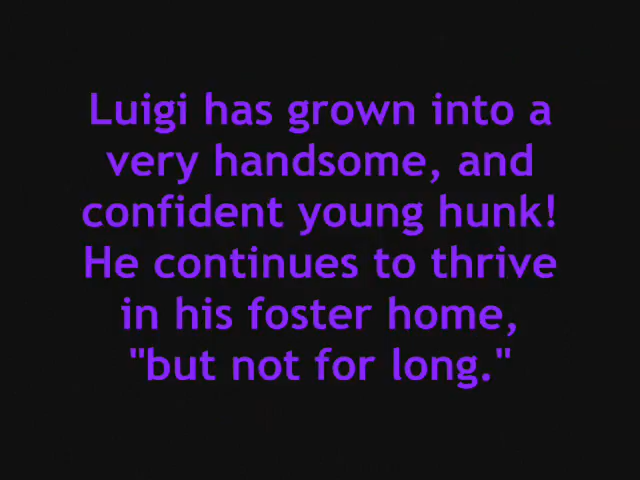 Luigi has grown into a
very handsome, and
confident young hunk!
He continues to thrive
in his foster home,
"but not for long."